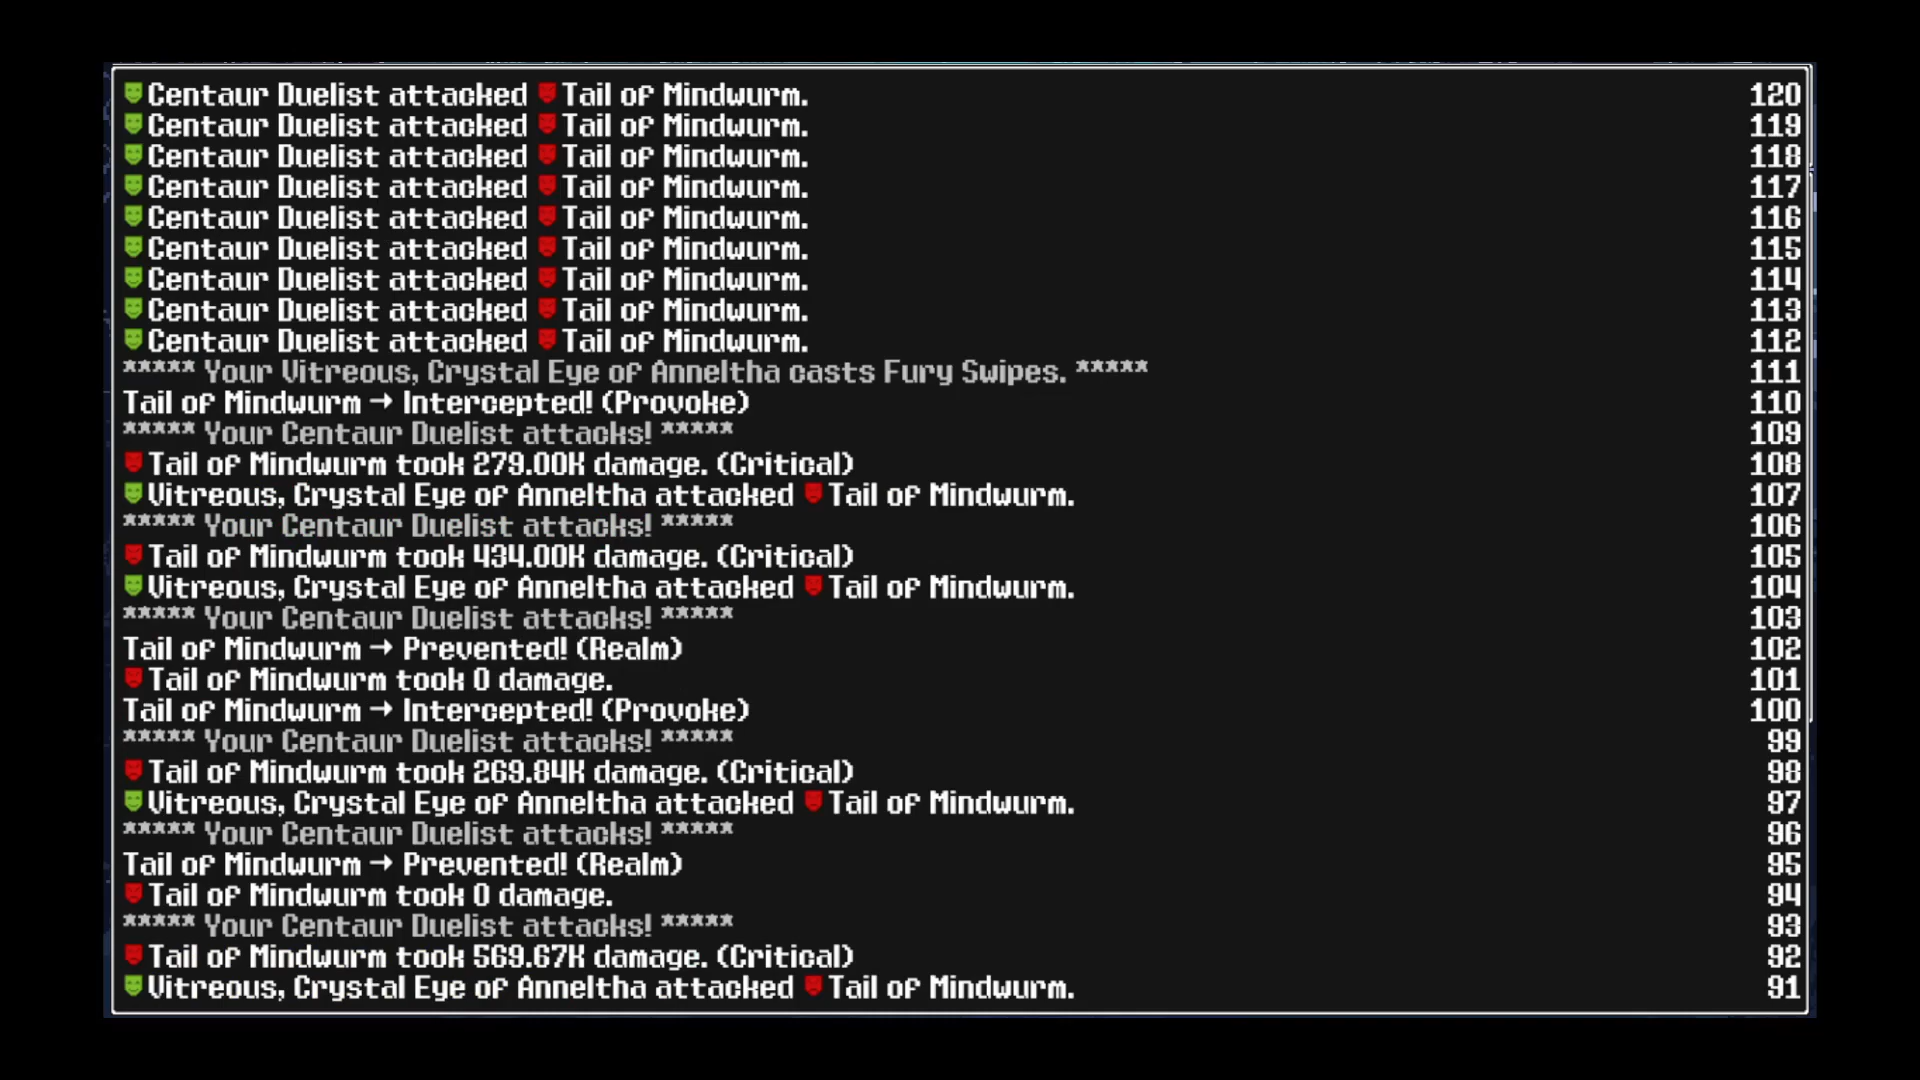 Centaur Duelist attacked Tail of Mindwurm. 120
Centaur Duelist attacked Tail of Mindwurm. 119
Centaur Duelist attacked Tail of Mindwurm. 118
Centaur Duelist attacked Tail of Mindwurm. 117
Centaur Duelist attacked Tail of Mindwurm. 116
Centaur Duelist attacked Tail of Mindwurm. 115
Centaur Duelist attacked Tail of Mindwurm. 114
Centaur Duelist attacked Tail of Mindwurm. 113
Centaur Duelist attacked Tail of Mindwurm. 112
***** Your Vitreous, Crystal Eye of Anneltha casts Fury Swipes. ***** 111
Tail of Mindwurm → Intercepted! (Provoke) 110
***** Your Centaur Duelist attacks! ***** 109
Tail of Mindwurm took 279.00K damage. (Critical) 108
Vitreous, Crystal Eye of Anneltha attacked Tail of Mindwurm. 107
***** Your Centaur Duelist attacks! ***** 106
Tail of Mindwurm took 434.00K damage. (Critical) 105
Vitreous, Crystal Eye of Anneltha attacked Tail of Mindwurm. 104
***** Your Centaur Duelist attacks! ***** 103
Tail of Mindwurm → Prevented! (Realm) 102
Tail of Mindwurm took 0 damage. 101
Tail of Mindwurm → Intercepted! (Provoke) 100
***** Your Centaur Duelist attacks! ***** 99
Tail of Mindwurm took 269.84K damage. (Critical) 98
Vitreous, Crystal Eye of Anneltha attacked Tail of Mindwurm. 97
***** Your Centaur Duelist attacks! ***** 96
Tail of Mindwurm → Prevented! (Realm) 95
Tail of Mindwurm took 0 damage. 94
***** Your Centaur Duelist attacks! ***** 93
Tail of Mindwurm took 569.67K damage. (Critical) 92
Vitreous, Crystal Eye of Anneltha attacked Tail of Mindwurm. 91